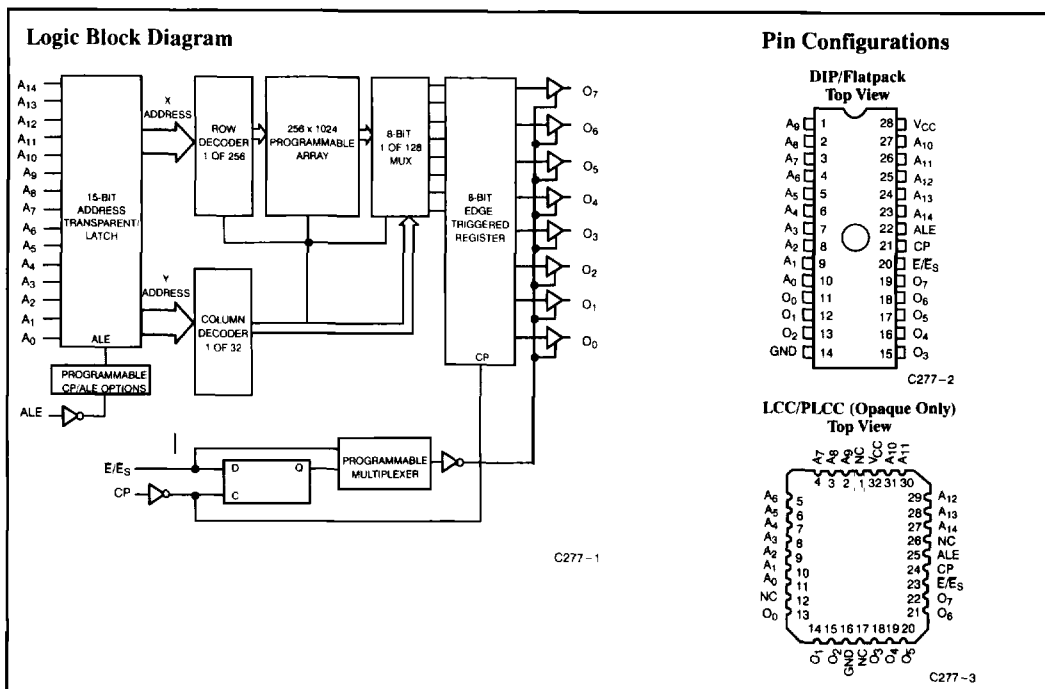 Logic Block Diagram
A14
A13
A12
A11
A10
A9
A8
A7
A6
A5
A4
A3
A2
A1
A0
15-BIT
ADDRESS
TRANSPARENT/
LATCH
ALE
PROGRAMMABLE
CP/ALE OPTIONS
ALE
X
ADDRESS
Y
ADDRESS
ROW
DECODER
1 OF 256
256 x 1024
PROGRAMMABLE
ARRAY
8-BIT
1 OF 128
MUX
COLUMN
DECODER
1 OF 32
8-BIT
EDGE
TRIGGERED
REGISTER
CP
O7
O6
O5
O4
O3
O2
O1
O0
E/ES
CP
D
Q
C
PROGRAMMABLE
MULTIPLEXER
C277-1
Pin Configurations
DIP/Flatpack
Top View
A9 1 28 VCC
A8 2 27 A10
A7 3 26 A11
A6 4 25 A12
A5 5 24 A13
A4 6 23 A14
A3 7 22 ALE
A2 8 21 CP
A1 9 20 E/ES
A0 10 19 O7
O0 11 18 O6
O1 12 17 O5
O2 13 16 O4
GND 14 15 O3
C277-2
LCC/PLCC (Opaque Only)
Top View
A7 A8 A9 NC VCC A10 A11
4 3 2 1 32 31 30
A6 5 29 A12
A5 6 28 A13
A4 7 27 A14
A3 8 26 NC
A2 9 25 ALE
A1 10 24 CP
A0 11 23 E/ES
NC 12 22 O7
O0 13 21 O6
14 15 16 17 18 19 20
O1 O2 GND NC O3 O4 O5
C277-3